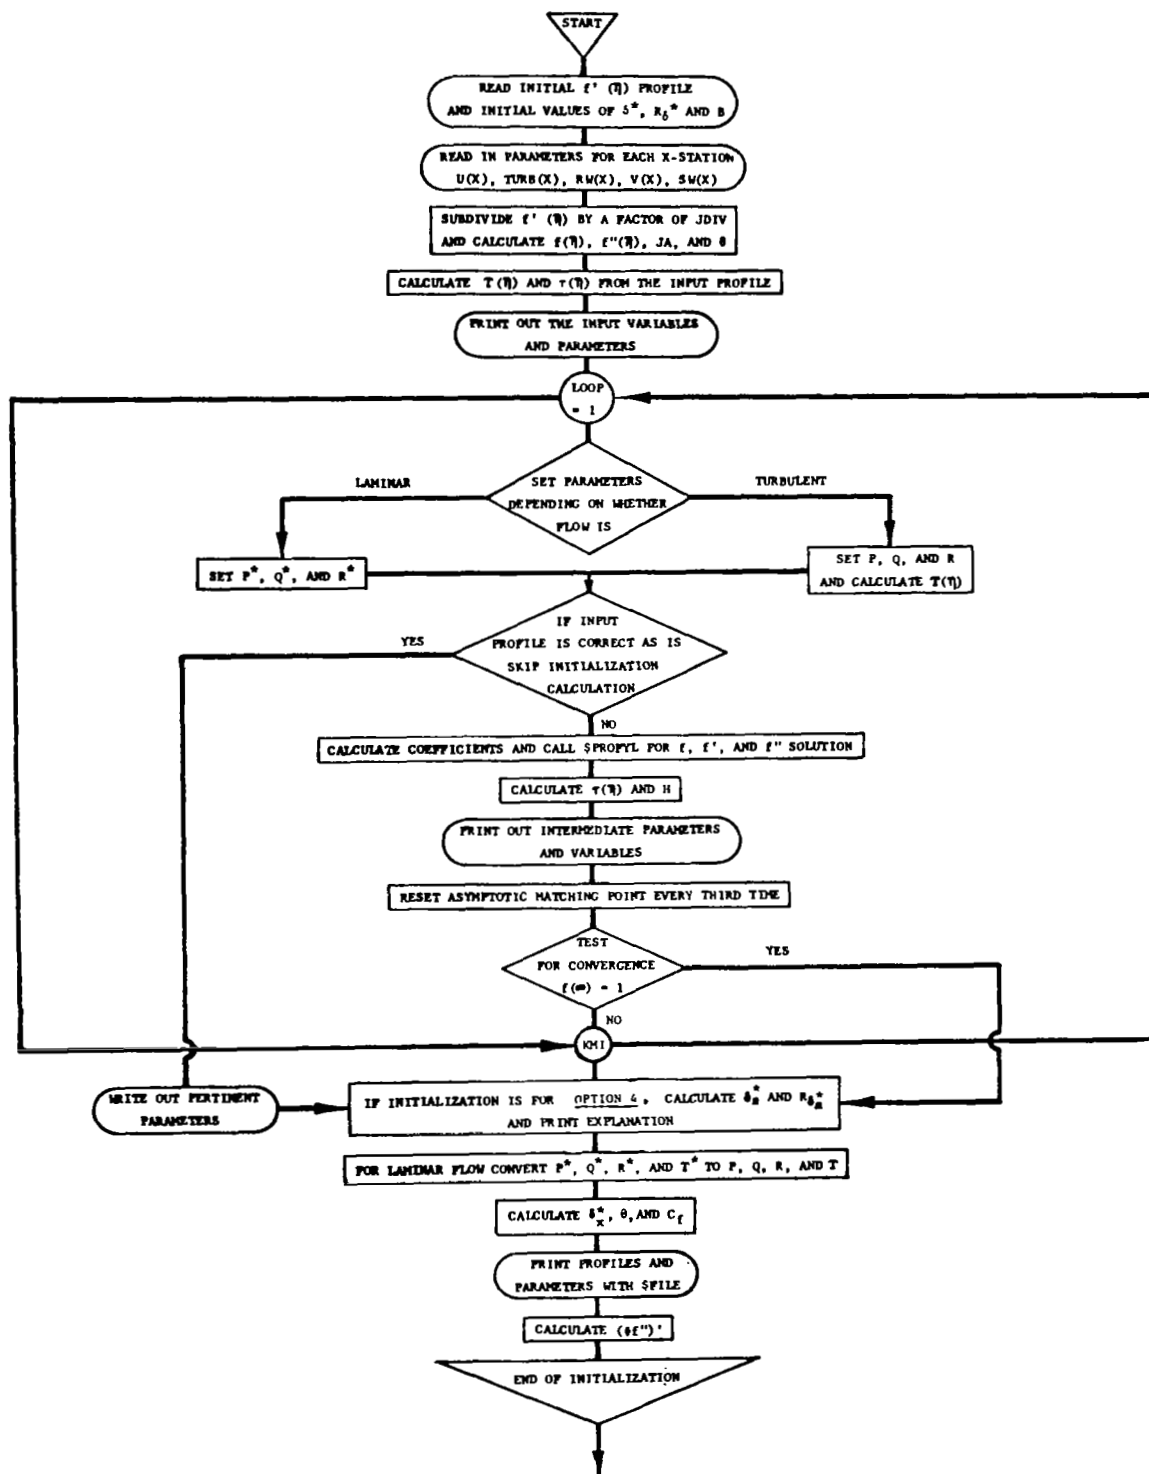 START
READ INITIAL f' (η) PROFILE
AND INITIAL VALUES OF δ*, Rδ* AND B
READ IN PARAMETERS FOR EACH X-STATION
U(X), TURB(X), RW(X), V(X), SW(X)
SUBDIVIDE f' (η) BY A FACTOR OF JDIV
AND CALCULATE f(η), f"(η), JA, AND θ
CALCULATE T(η) AND τ(η) FROM THE INPUT PROFILE
PRINT OUT THE INPUT VARIABLES
AND PARAMETERS
LOOP
= 1
LAMINAR
SET PARAMETERS
DEPENDING ON WHETHER
FLOW IS
TURBULENT
SET P*, Q*, AND R*
SET P, Q, AND R
AND CALCULATE T(η)
YES
IF INPUT
PROFILE IS CORRECT AS IS
SKIP INITIALIZATION
CALCULATION
NO
CALCULATE COEFFICIENTS AND CALL $PROFYL FOR f, f', AND f" SOLUTION
CALCULATE τ(η) AND H
PRINT OUT INTERMEDIATE PARAMETERS
AND VARIABLES
RESET ASYMPTOTIC MATCHING POINT EVERY THIRD TIME
TEST
FOR CONVERGENCE
f(∞) = 1
YES
NO
KMI
WRITE OUT PERTIMENT
PARAMETERS
IF INITIALIZATION IS FOR OPTION 4, CALCULATE δm* AND Rδm*
AND PRINT EXPLANATION
FOR LAMINAR FLOW CONVERT P*, Q*, R*, AND T* TO P, Q, R, AND T
CALCULATE δx*, θ, AND Cf
PRINT PROFILES AND
PARAMETERS WITH $FILE
CALCULATE (φf")'
END OF INITIALIZATION